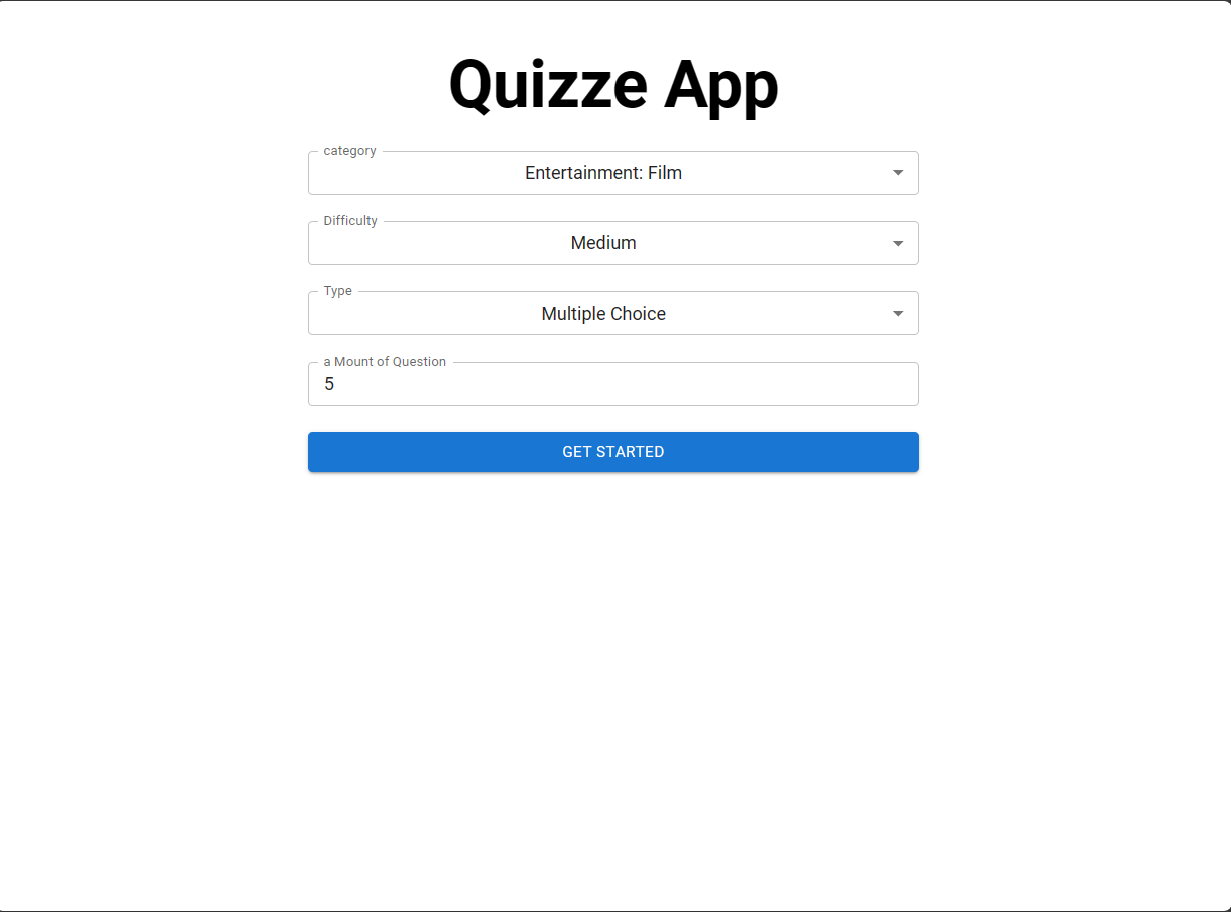 Quizze App
category
Entertainment: Film
Difficulty
Medium
Type
Multiple Choice
a Mount of Question
5
GET STARTED